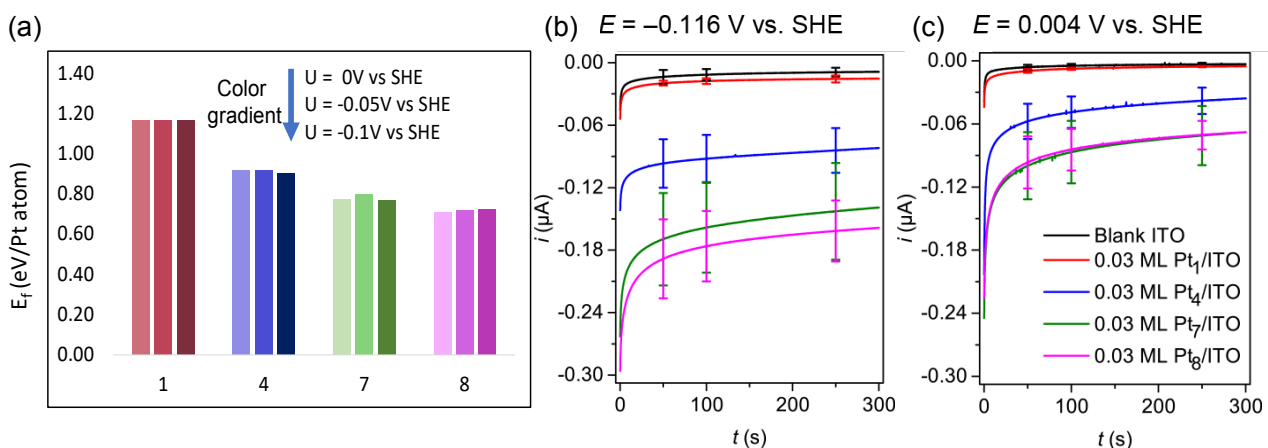 (a)
1.40
1.20
1.00
0.80
0.60
0.40
0.20
0.00
E_f (eV/Pt atom)
Color
gradient
U = 0V vs SHE
U = -0.05V vs SHE
U = -0.1V vs SHE
1 4 7 8
(b) E = –0.116 V vs. SHE
0.00
-0.06
-0.12
-0.18
-0.24
-0.30
i (µA)
0 100 200 300
t (s)
(c) E = 0.004 V vs. SHE
0.00
-0.06
-0.12
-0.18
-0.24
-0.30
i (µA)
Blank ITO
0.03 ML Pt₁/ITO
0.03 ML Pt₄/ITO
0.03 ML Pt₇/ITO
0.03 ML Pt₈/ITO
0 100 200 300
t (s)